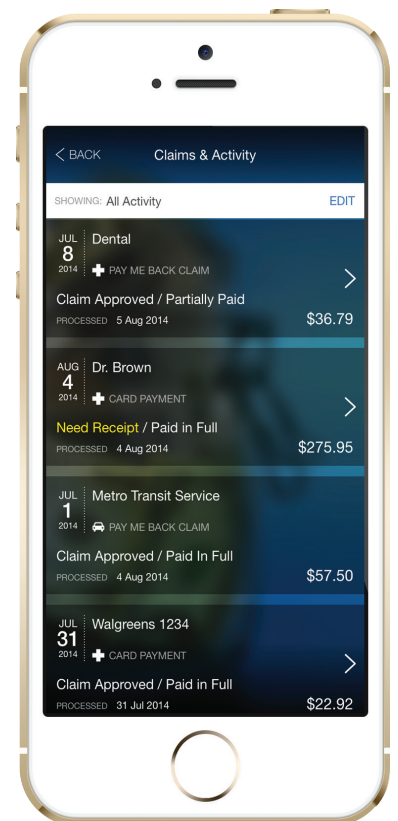 BACK Claims & Activity
SHOWING: All Activity EDIT
JUL
8
2014
Dental
PAY ME BACK CLAIM
Claim Approved / Partially Paid
PROCESSED 5 Aug 2014 $36.79
AUG
4
2014
Dr. Brown
CARD PAYMENT
Need Receipt / Paid in Full
PROCESSED 4 Aug 2014 $275.95
JUL
1
2014
Metro Transit Service
PAY ME BACK CLAIM
Claim Approved / Paid In Full
PROCESSED 4 Aug 2014 $57.50
JUL
31
2014
Walgreens 1234
CARD PAYMENT
Claim Approved / Paid in Full
PROCESSED 31 Jul 2014 $22.92